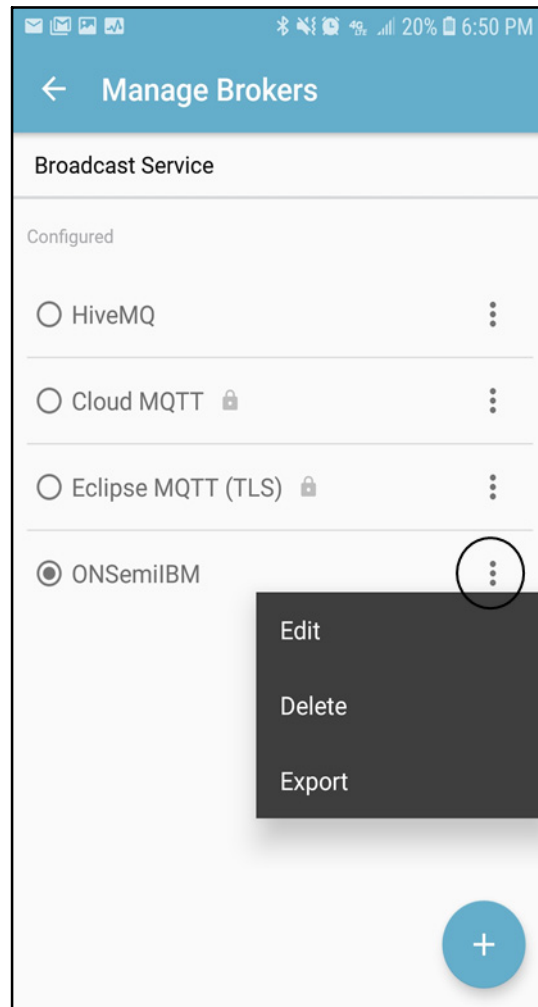 20% 6:50 PM
Manage Brokers
Broadcast Service
Configured
HiveMQ
Cloud MQTT
Eclipse MQTT (TLS)
ONSemiIBM
Edit
Delete
Export